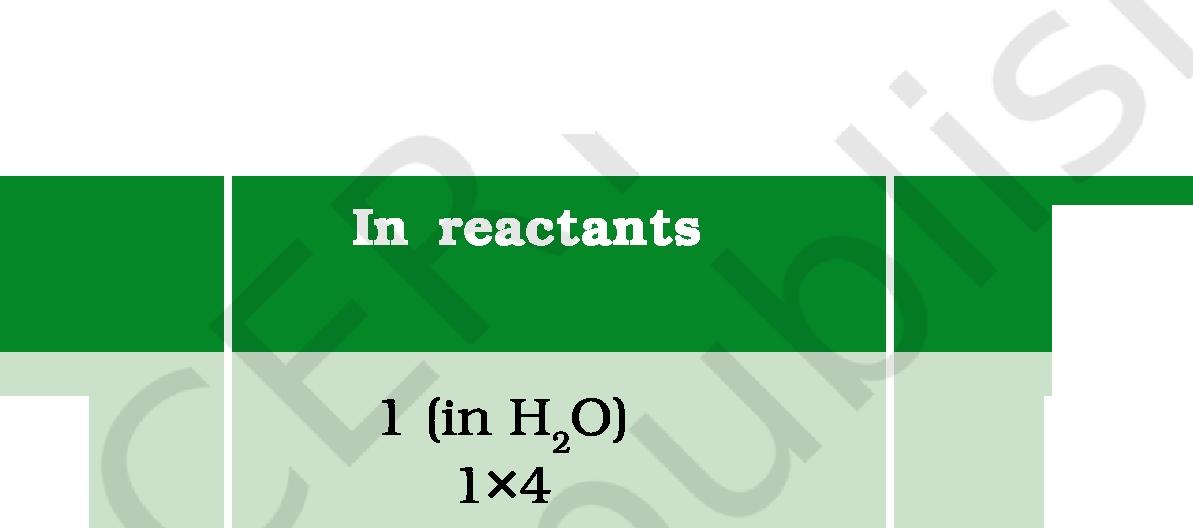 In reactants
1 (in H₂O)
1×4